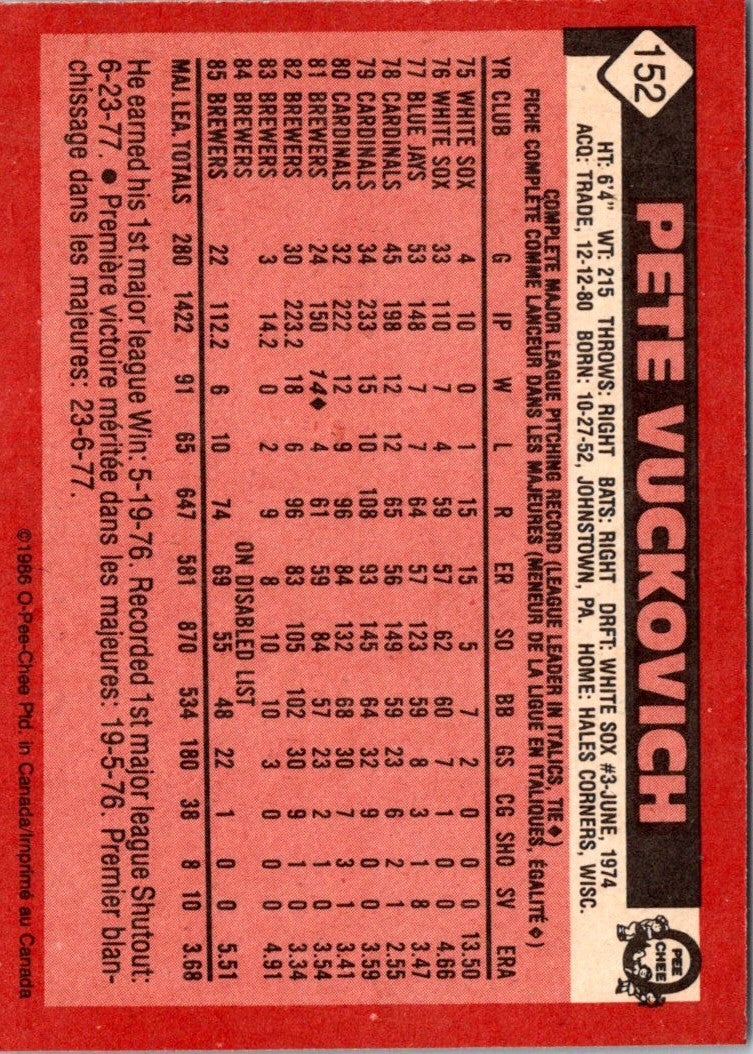 152
PETE VUCKOVICH
O
PEE
CHEE
HT: 6'4" WT: 215 THROWS: RIGHT BATS: RIGHT DRFT: WHITE SOX #3-JUNE, 1974
ACQ: TRADE, 12-12-80 BORN: 10-27-52, JOHNSTOWN, PA. HOME: HALES CORNERS, WISC.
COMPLETE MAJOR LEAGUE PITCHING RECORD (LEAGUE LEADER IN ITALICS, TIE♦)
FICHE COMPLÈTE COMME LANCEUR DANS LES MAJEURES (MENEUR DE LA LIGUE EN ITALIQUES, ÉGALITÉ♦)
YR CLUB G IP W L R ER SO BB GS CG SHO SV ERA
75 WHITE SOX 4 10 0 1 15 15 5 7 2 0 0 0 13.50
76 WHITE SOX 33 110 7 4 59 57 62 60 7 1 0 0 4.66
77 BLUE JAYS 53 148 7 7 64 57 123 59 8 3 1 8 3.47
78 CARDINALS 45 198 12 12 65 56 149 59 23 6 2 1 2.55
79 CARDINALS 34 233 15 10 108 93 145 64 32 9 0 0 3.59
80 CARDINALS 32 222 12 9 96 84 132 68 30 7 3 1 3.41
81 BREWERS 24 150 14♦ 4 61 59 84 57 23 2 1 0 3.54
82 BREWERS 30 223.2 18 6 96 83 105 102 30 9 1 0 3.34
83 BREWERS 3 14.2 0 2 9 8 10 10 3 0 0 0 4.91
84 BREWERS ON DISABLED LIST
85 BREWERS 22 112.2 6 10 74 69 55 48 22 1 0 0 5.51
MAJ. LEA. TOTALS 280 1422 91 65 647 581 870 534 180 38 8 10 3.68
He earned his 1st major league Win: 5-19-76. Recorded 1st major league Shutout:
6-23-77. ● Première victoire méritée dans les majeures: 19-5-76. Premier blan-
chissage dans les majeures: 23-6-77.
©1986 O-Pee-Chee Ptd. in Canada/Imprimé au Canada